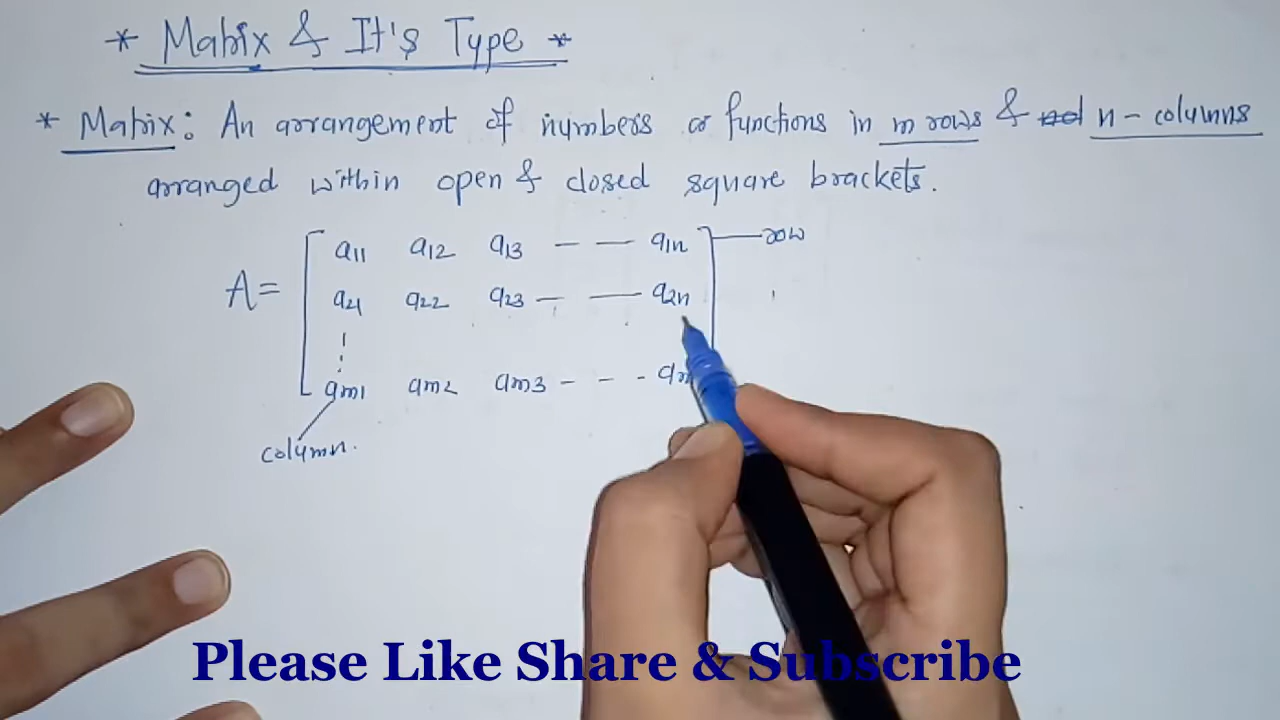 * Matrix & It's Type *
* Matrix: An arrangement of numbers or functions in m rows & n - columns
arranged within open & closed square brackets.
a11 a12 a13 — — a1n — row
A = a21 a22 a23 — — a2n
am1 am2 am3 - - -
column.
Please Like Share & Subscribe